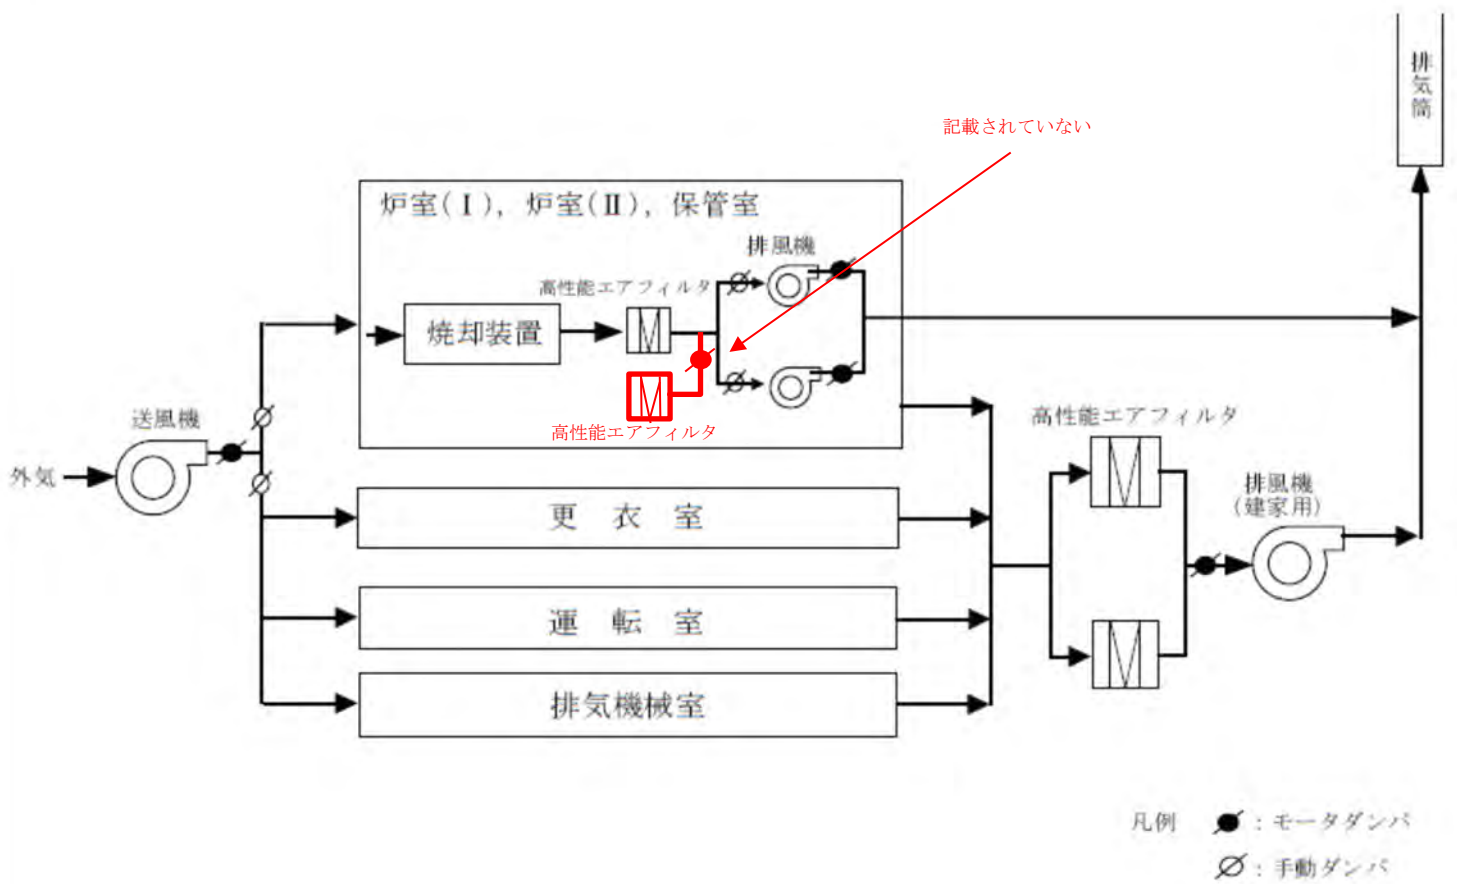 排気筒
記載されていない
炉室(Ⅰ), 炉室(Ⅱ), 保管室
排風機
高性能エアフィルタ
焼却装置
高性能エアフィルタ
送風機
外気
高性能エアフィルタ
排風機
(建家用)
更 衣 室
運 転 室
排気機械室
凡例 : モータダンパ
: 手動ダンパ